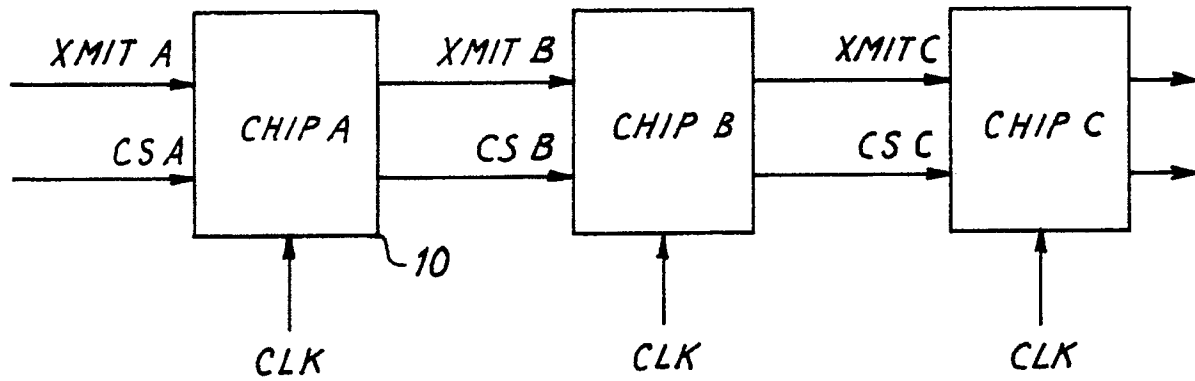 XMIT A
XMIT B
XMIT C
CHIP A
CHIP B
CHIP C
CS A
CS B
CS C
10
CLK
CLK
CLK